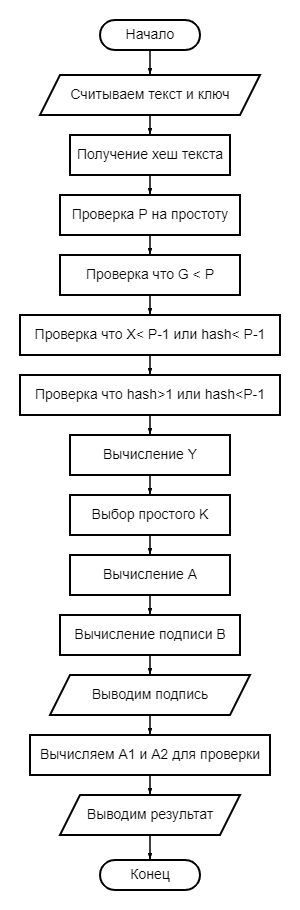 Начало
Считываем текст и ключ
Получение хеш текста
Проверка P на простоту
Проверка что G < P
Проверка что X< P-1 или hash< P-1
Проверка что hash>1 или hash<P-1
Вычисление Y
Выбор простого K
Вычисление A
Вычисление подписи B
Выводим подпись
Вычисляем A1 и A2 для проверки
Выводим результат
Конец